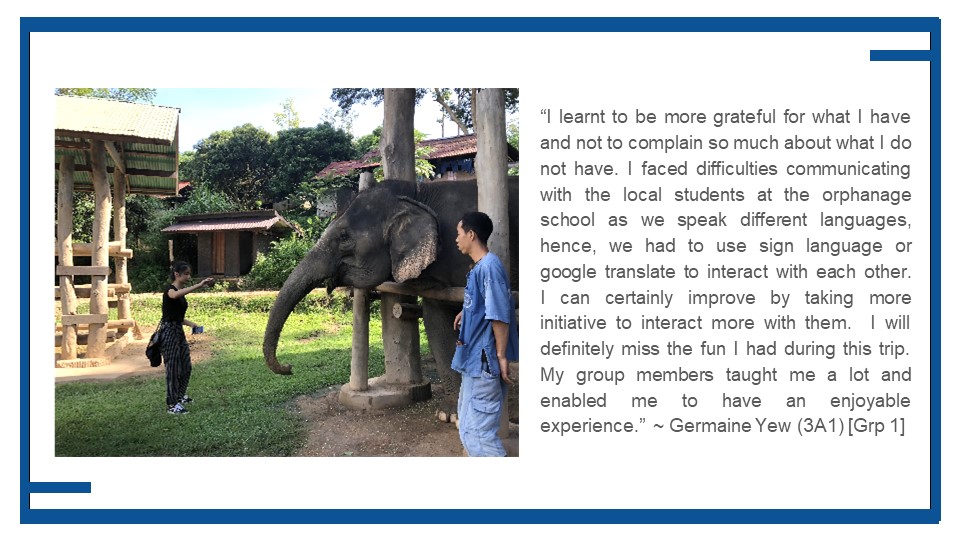 “I learnt to be more grateful for what I have
and not to complain so much about what I do
not have. I faced difficulties communicating
with the local students at the orphanage
school as we speak different languages,
hence, we had to use sign language or
google translate to interact with each other.
I can certainly improve by taking more
initiative to interact more with them.  I will
definitely miss the fun I had during this trip.
My group members taught me a lot and
enabled me to have an enjoyable
experience.” ~ Germaine Yew (3A1) [Grp 1]